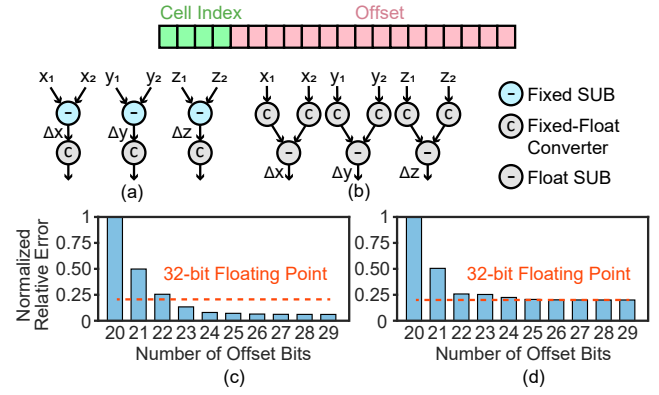 Cell Index Offset
x₁ x₂ y₁ y₂ z₁ z₂ x₁ x₂ y₁ y₂ z₁ z₂
- - - C C C C C C - Fixed SUB
Δx Δy Δz C Fixed-Float
Converter
C C C - - -
Δx Δy Δz - Float SUB
(a) (b)
Normalized
Relative Error
1
0.75
0.50
0.25
0
32-bit Floating Point
20 21 22 23 24 25 26 27 28 29
Number of Offset Bits
(c)
1
0.75
0.50
0.25
0
32-bit Floating Point
20 21 22 23 24 25 26 27 28 29
Number of Offset Bits
(d)